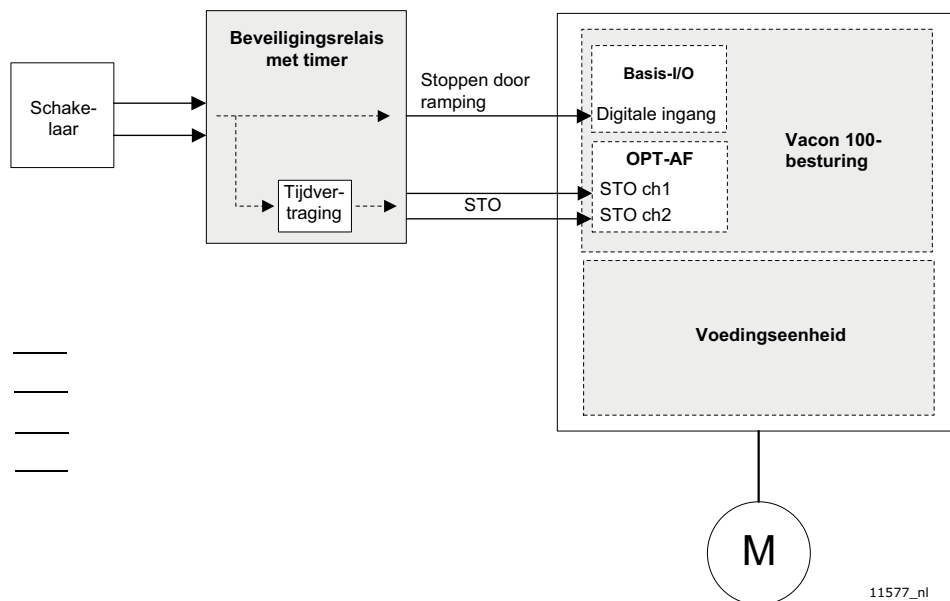 Schake-
laar
Beveiligingsrelais
met timer
Tijdver-
traging
Stoppen door
ramping
STO
Basis-I/O
Digitale ingang
OPT-AF
STO ch1
STO ch2
Vacon 100-
besturing
Voedingseenheid
M
11577_nl